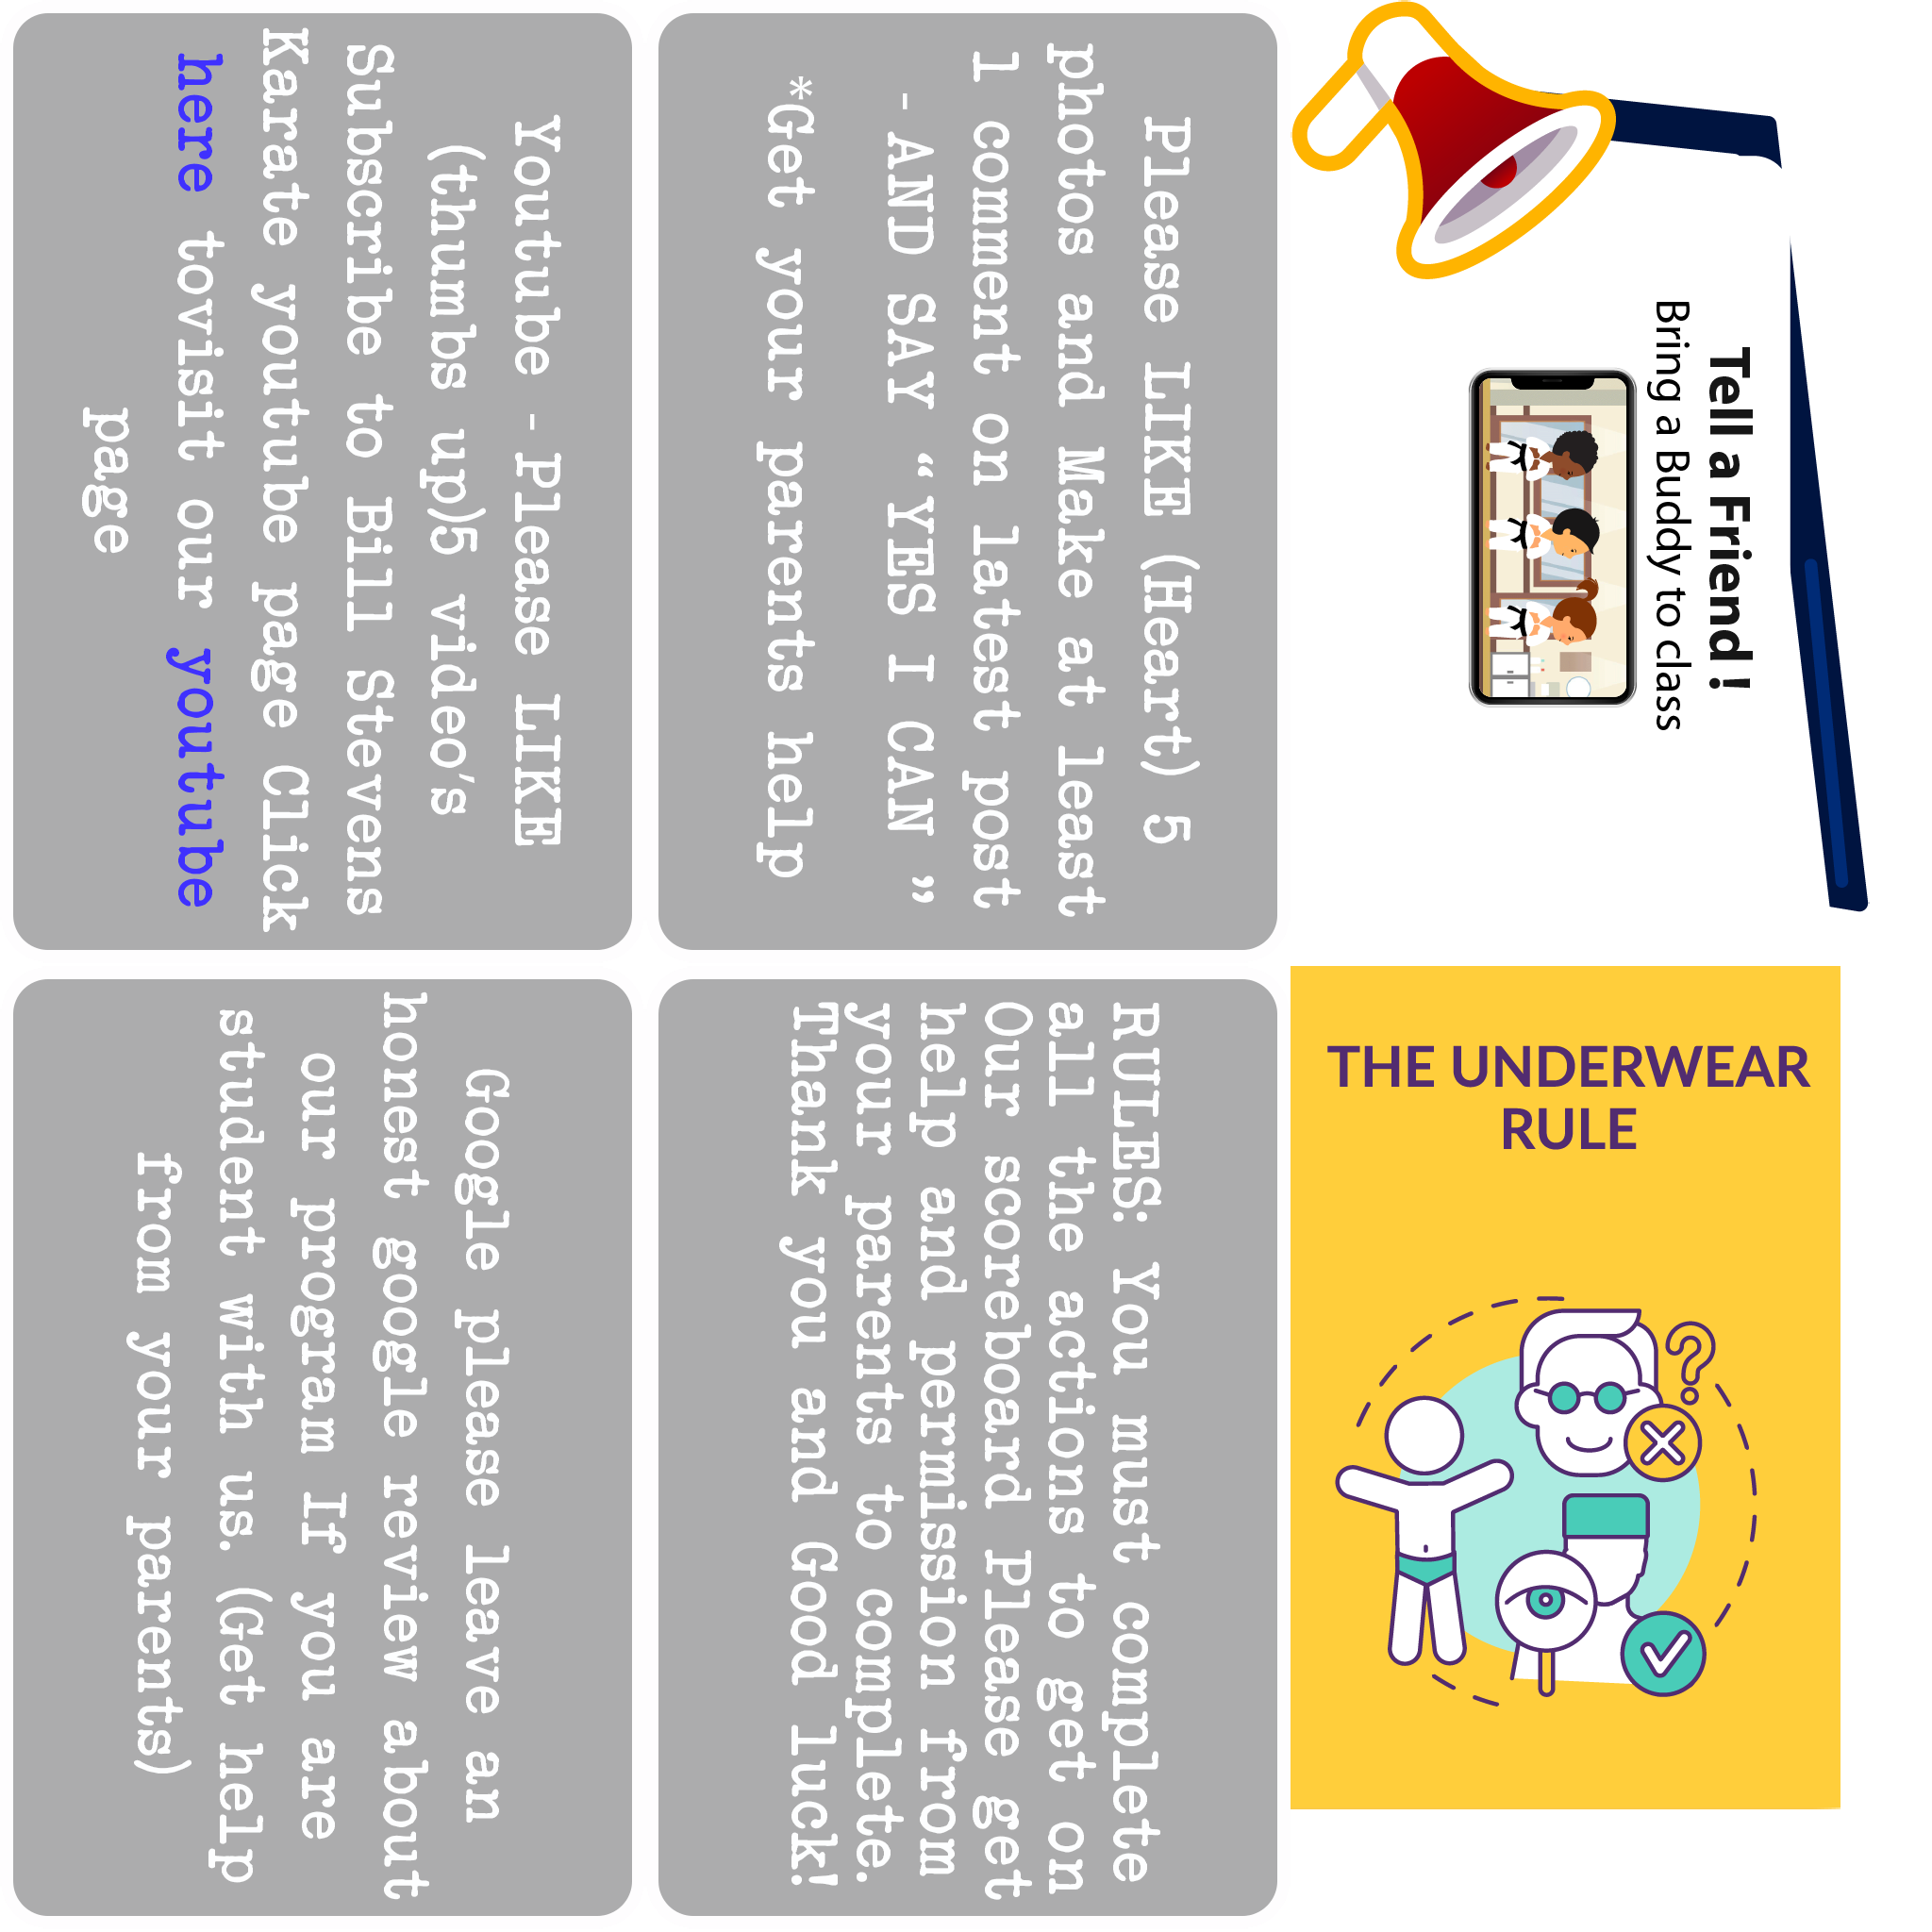 Youtube -Please LIKE
(thumbs up)5 video's
Subscribe to Bill Stevens
Karate youtube page Click
here tovisit our youtube
page
Please LIKE (Heart) 5
photos and Make at least
1 comment on latest post
- AND SAY “YES I CAN ”
*Get your parents help
Tell a Friend!
Bring a Buddy to class
Google please leave an
honest google review about
our program If you are
student with us. (Get help
from your parents)
RULES: You must complete
all the actions to get on
Our scoreboard Please get
help and permission from
your parents to complete.
Thank you and Good luck!
THE UNDERWEAR
RULE